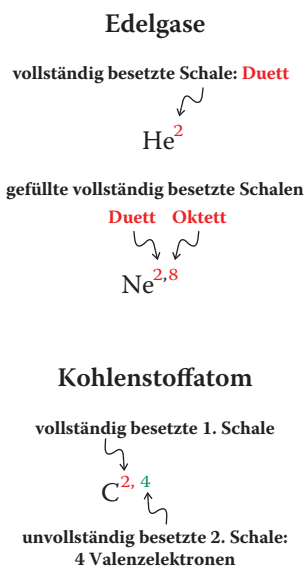 Edelgase
vollständig besetzte Schale: Duett
He2
gefüllte vollständig besetzte Schalen
Duett Oktett
Ne2,8
Kohlenstoffatom
vollständig besetzte 1. Schale
C2, 4
unvollständig besetzte 2. Schale:
4 Valenzelektronen